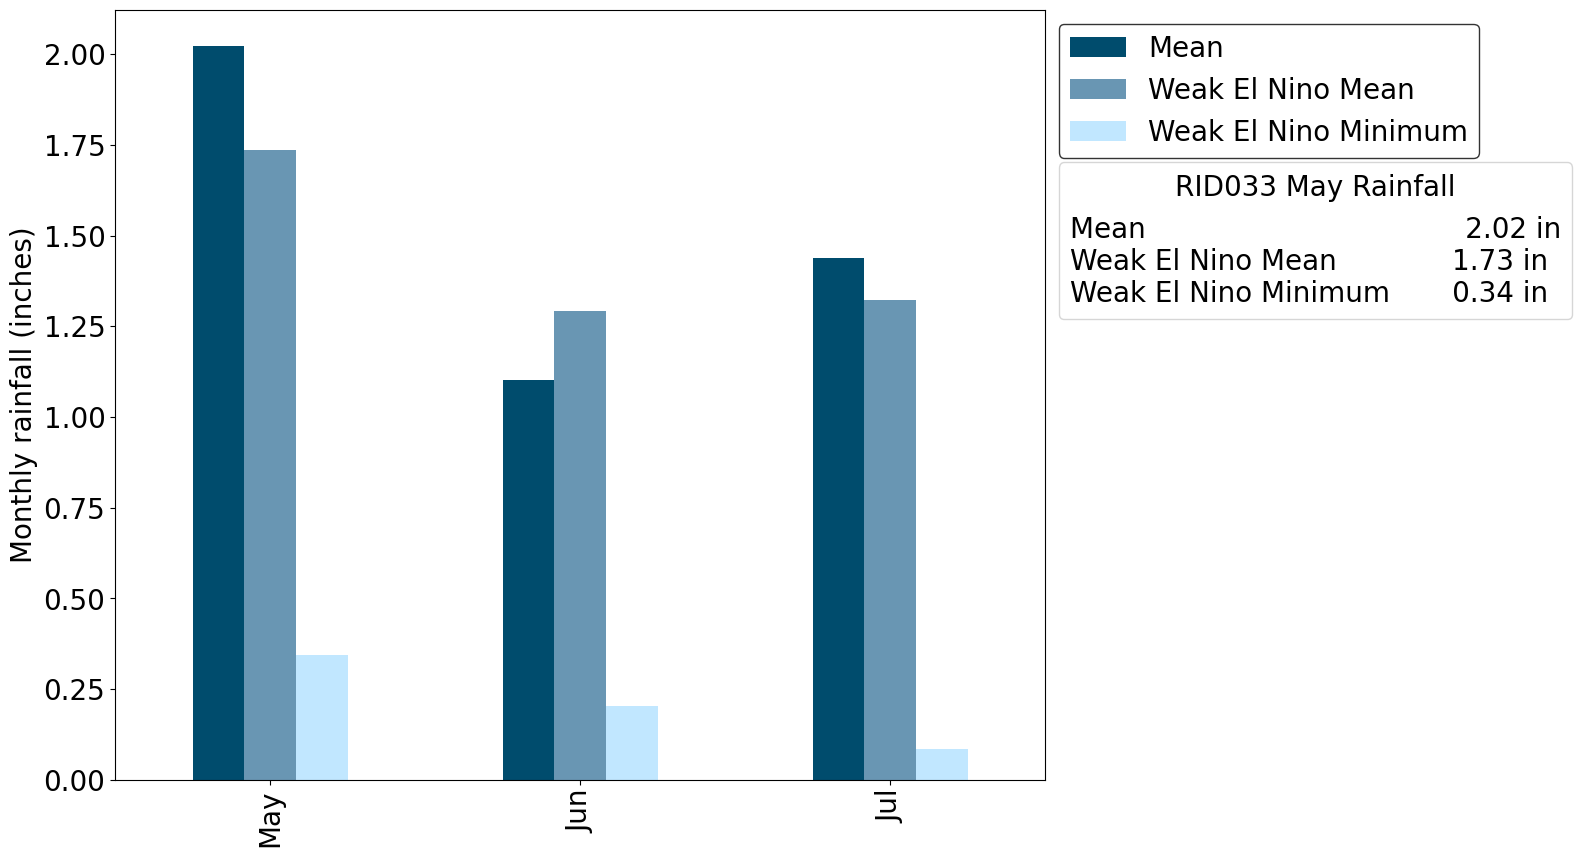 Monthly rainfall (inches)
2.00
1.75
1.50
1.25
1.00
0.75
0.50
0.25
0.00
May
Jun
Jul
Mean
Weak El Nino Mean
Weak El Nino Minimum
RID033 May Rainfall
Mean 2.02 in
Weak El Nino Mean 1.73 in
Weak El Nino Minimum 0.34 in